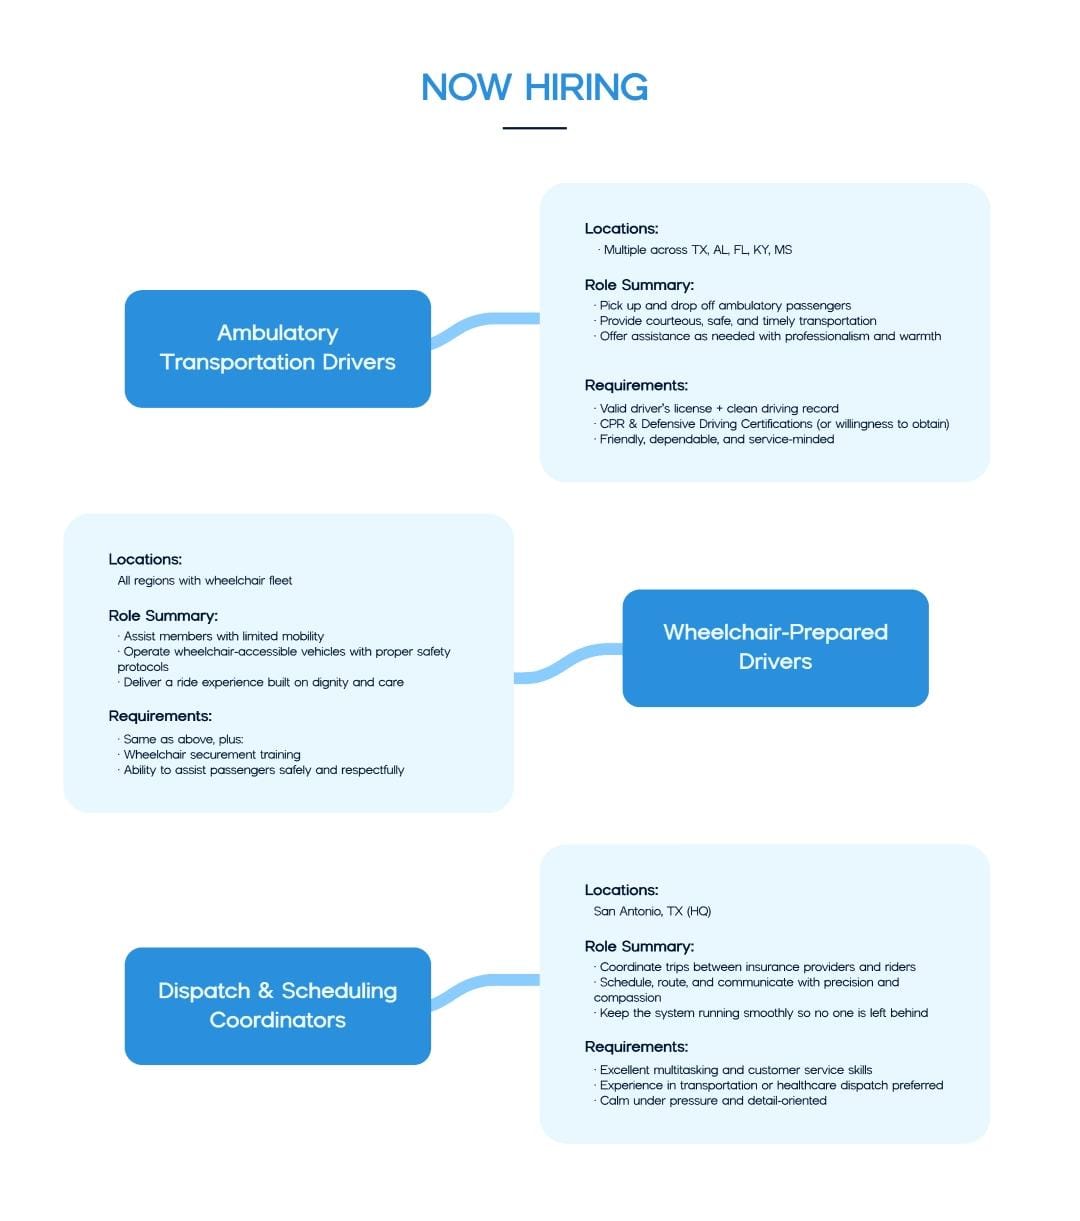 NOW HIRING
Ambulatory
Transportation Drivers
Locations:
· Multiple across TX, AL, FL, KY, MS
Role Summary:
· Pick up and drop off ambulatory passengers
· Provide courteous, safe, and timely transportation
· Offer assistance as needed with professionalism and warmth
Requirements:
· Valid driver's license + clean driving record
· CPR & Defensive Driving Certifications (or willingness to obtain)
· Friendly, dependable, and service-minded
Wheelchair-Prepared
Drivers
Locations:
All regions with wheelchair fleet
Role Summary:
· Assist members with limited mobility
· Operate wheelchair-accessible vehicles with proper safety
protocols
· Deliver a ride experience built on dignity and care
Requirements:
· Same as above, plus:
· Wheelchair securement training
· Ability to assist passengers safely and respectfully
Dispatch & Scheduling
Coordinators
Locations:
San Antonio, TX (HQ)
Role Summary:
· Coordinate trips between insurance providers and riders
· Schedule, route, and communicate with precision and
compassion
· Keep the system running smoothly so no one is left behind
Requirements:
· Excellent multitasking and customer service skills
· Experience in transportation or healthcare dispatch preferred
· Calm under pressure and detail-oriented